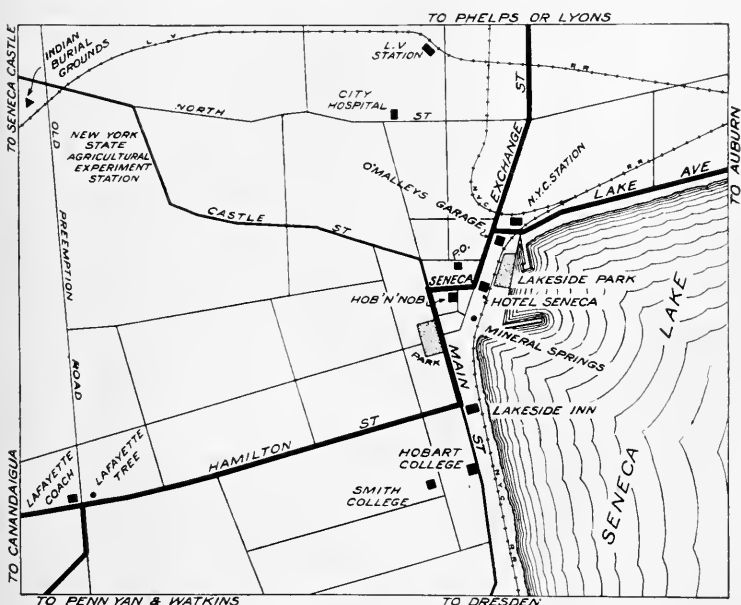 TO PHELPS OR LYONS
TO SENECA CASTLE
INDIAN
BURIAL
GROUNDS
L V
L.V
STATION
R R
CITY
HOSPITAL
NORTH ST
EXCHANGE ST
OLD PREEMPTION ROAD
NEW YORK
STATE
AGRICULTURAL
EXPERIMENT
STATION
O'MALLEYS GARAGE
N.Y.C.
N.Y.C. STATION
R R
LAKE AVE
TO AUBURN
CASTLE ST
P.O.
SENECA
LAKESIDE PARK
HOB'N'NOB
HOTEL SENECA
MINERAL SPRINGS
PARK
MAIN ST
LAKESIDE INN
SENECA LAKE
HAMILTON ST
HOBART
COLLEGE
SMITH
COLLEGE
LAFAYETTE
COACH
LAFAYETTE
TREE
N.Y.C.
R R
TO CANANDAIGUA
TO PENN YAN & WATKINS
TO DRESDEN